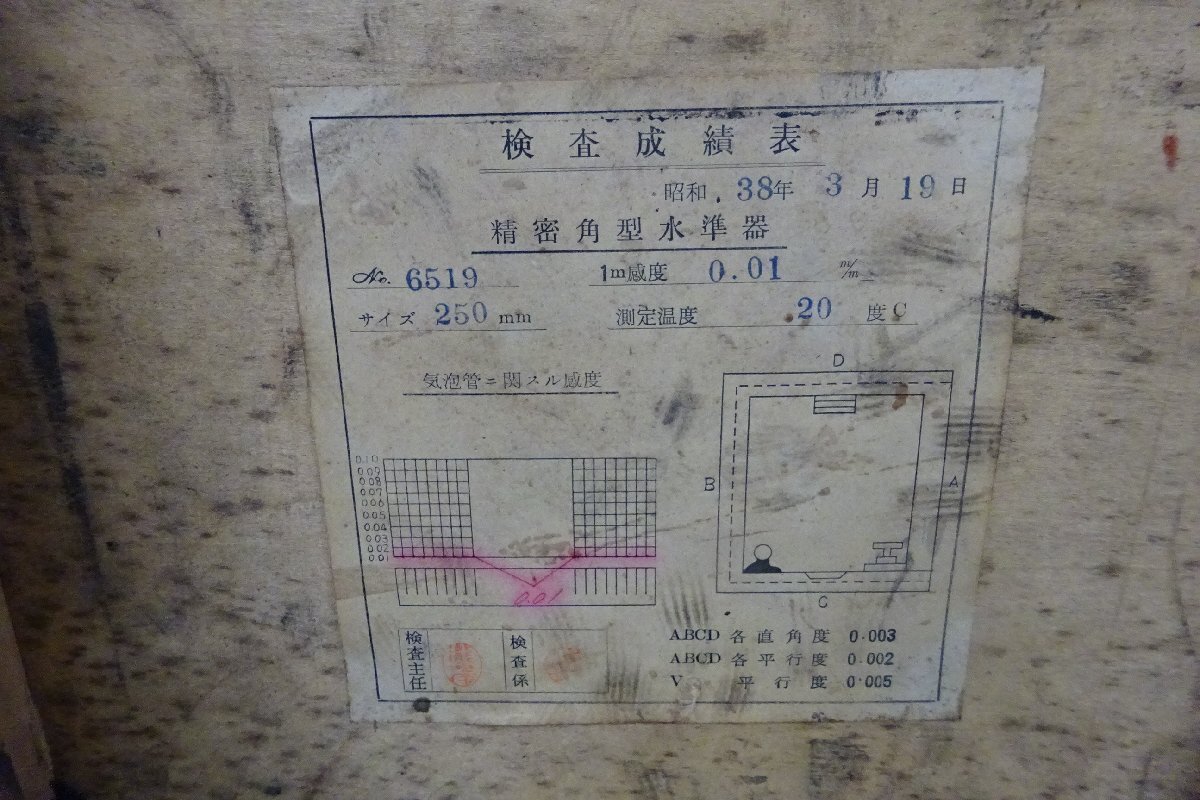 検査成績表
昭和 38年 3月19日
精密角型水準器
No. 6519 1m感度 0.01 m/m
サイズ 250 mm 測定温度 20 度C
気泡管ニ関スル感度
D
B
A
C
0.10
0.09
0.08
0.07
0.06
0.05
0.04
0.03
0.02
0.01
0.01
検査主任
検査係
ABCD 各直角度 0.003
ABCD 各平行度 0.002
V 平行度 0.005